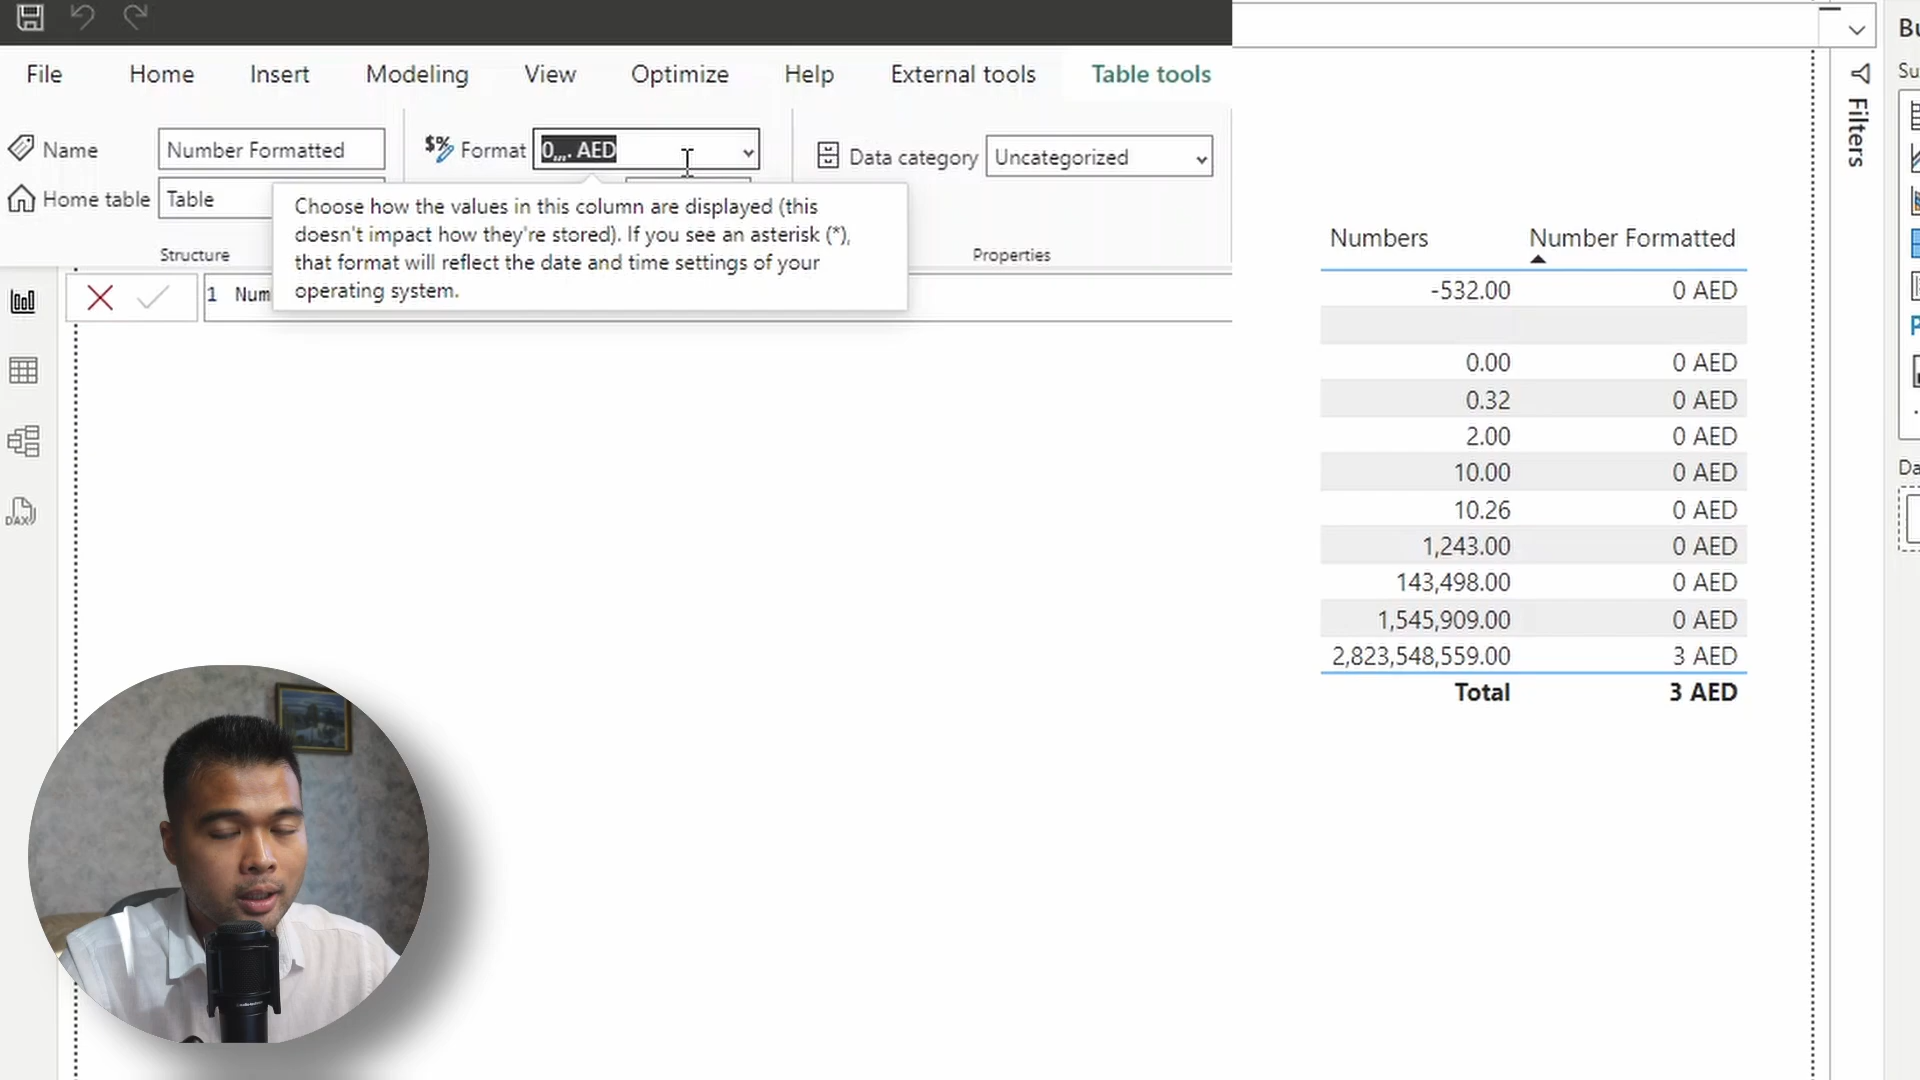 File Home Insert Modeling View Optimize Help External tools Table tools
Name Number Formatted $% Format 0,,,. AED Data category Uncategorized
Home table Table
Choose how the values in this column are displayed (this
doesn't impact how they're stored). If you see an asterisk (*),
that format will reflect the date and time settings of your
operating system.
Structure Properties
1 Num
Filters
Numbers Number Formatted
-532.00 0 AED
0.00 0 AED
0.32 0 AED
2.00 0 AED
10.00 0 AED
10.26 0 AED
1,243.00 0 AED
143,498.00 0 AED
1,545,909.00 0 AED
2,823,548,559.00 3 AED
Total 3 AED
DAX